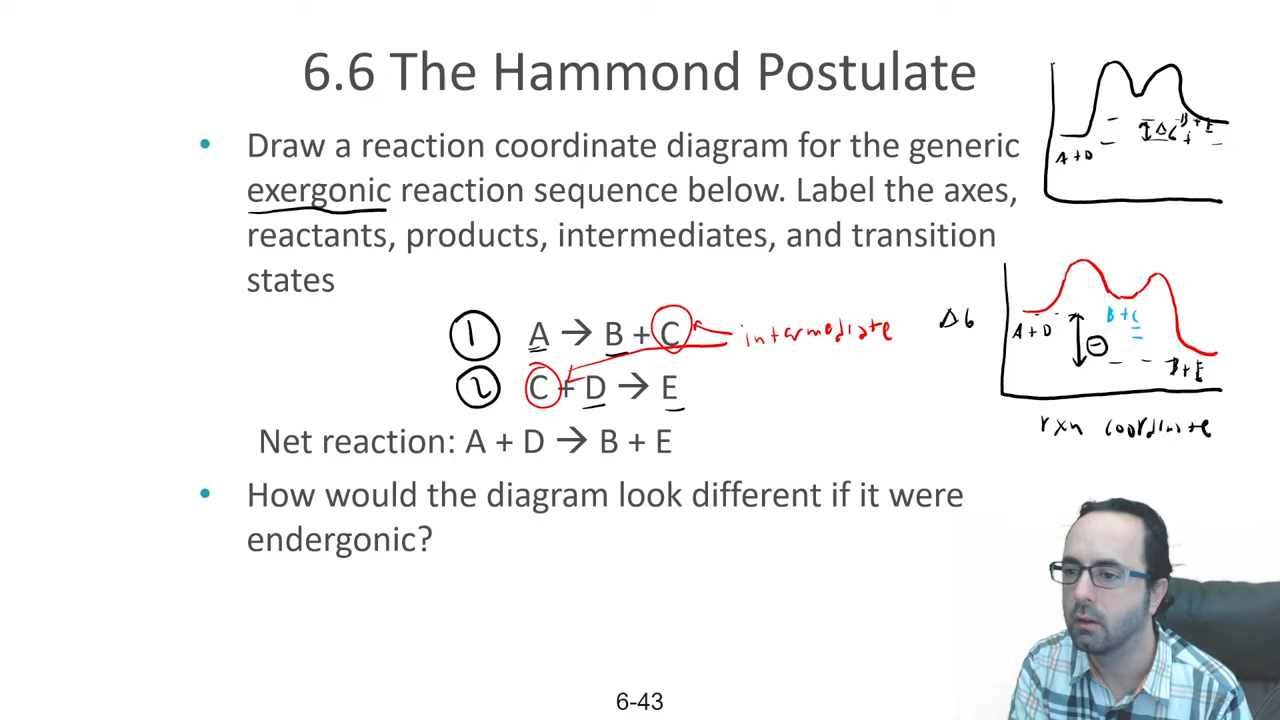 6.6 The Hammond Postulate
• Draw a reaction coordinate diagram for the generic
exergonic reaction sequence below. Label the axes,
reactants, products, intermediates, and transition
states
1 A → B + C intermediate
2 C + D → E
Net reaction: A + D → B + E
• How would the diagram look different if it were
endergonic?
A + D
ΔG
B + E
+
ΔG
A + D
B + C
B + E
rxn coordinate
6-43